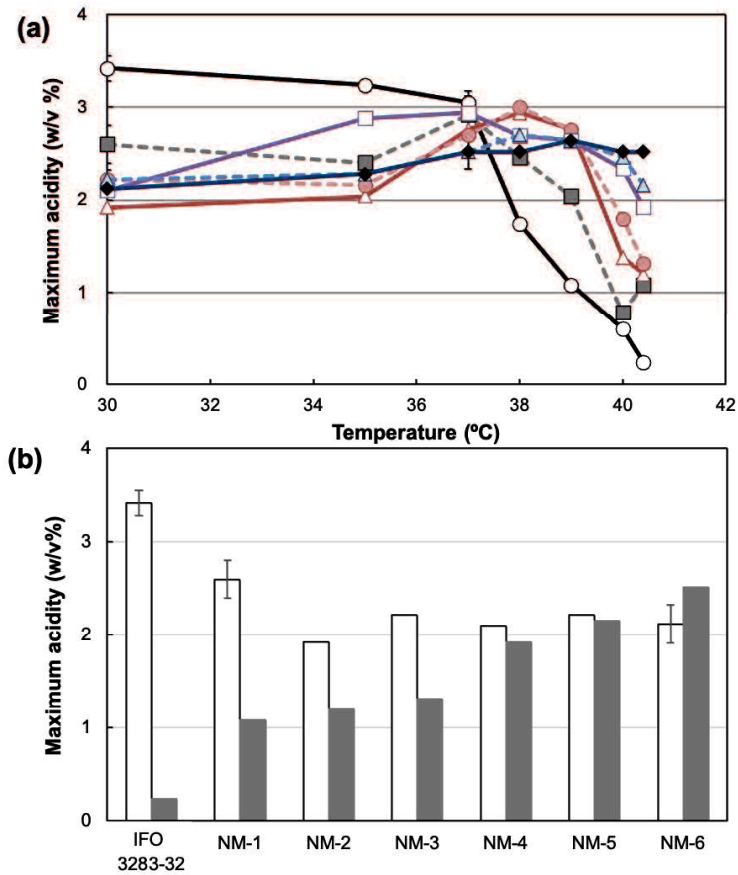 (a)
Maximum acidity (w/v %)
4
3
2
1
0
30 32 34 36 38 40 42
Temperature (ºC)
(b)
Maximum acidity (w/v%)
4
3
2
1
0
IFO NM-1 NM-2 NM-3 NM-4 NM-5 NM-6
3283-32